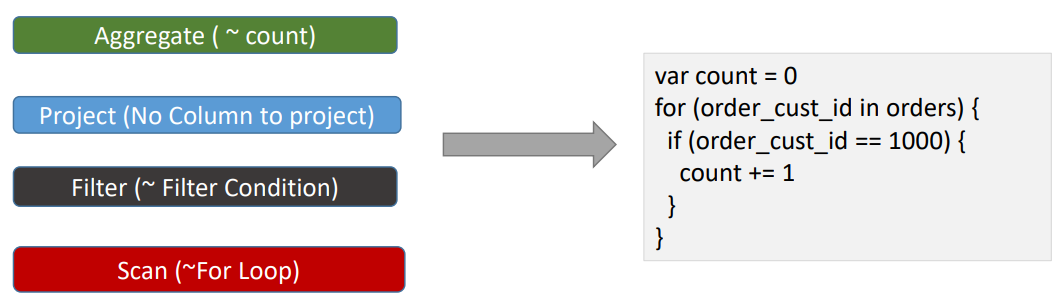 Aggregate ( ~ count)
Project (No Column to project)
Filter (~ Filter Condition)
Scan (~For Loop)
var count = 0
for (order_cust_id in orders) {
if (order_cust_id == 1000) {
count += 1
}
}